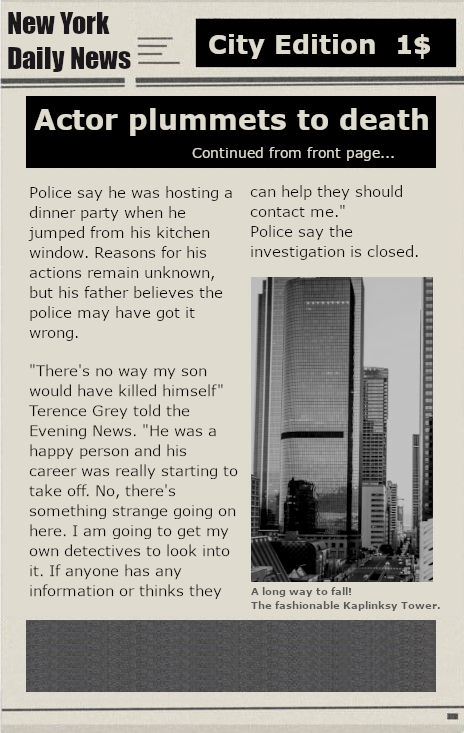 New York
Daily News
City Edition 1$
Actor plummets to death
Continued from front page...
Police say he was hosting a
dinner party when he
jumped from his kitchen
window. Reasons for his
actions remain unknown,
but his father believes the
police may have got it
wrong.
"There's no way my son
would have killed himself"
Terence Grey told the
Evening News. "He was a
happy person and his
career was really starting to
take off. No, there's
something strange going on
here. I am going to get my
own detectives to look into
it. If anyone has any
information or thinks they
can help they should
contact me."
Police say the
investigation is closed.
A long way to fall!
The fashionable Kaplinksy Tower.